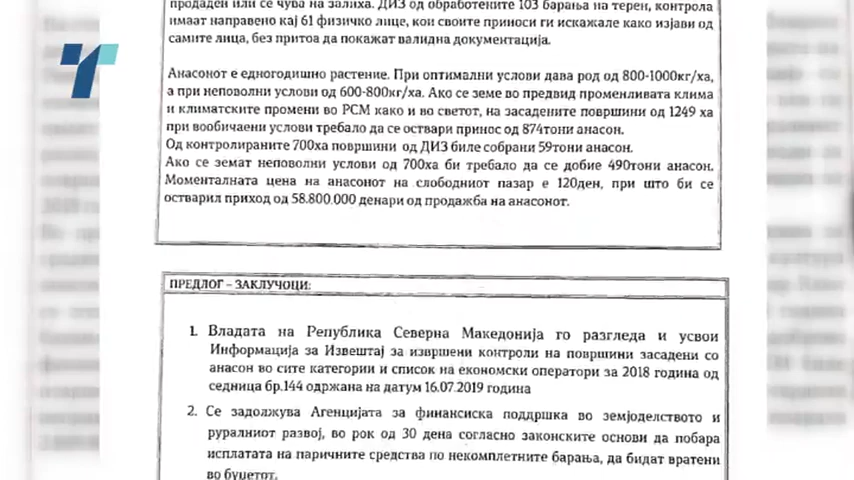 продаден или се чува на залиха. ДИЗ од обработените 103 барања на терен, контрола
имаат направено кај 61 физичко лице, кои своите приноси ги искажале како изјави од
самите лица, без притоа да покажат валидна документација.
Анасонот е едногодишно растение. При оптимални услови дава род од 800-1000кг/ха,
а при неповолни услови од 600-800кг/ха. Ако се земе во предвид променливата клима
и климатските промени во РСМ како и во светот, на засадените површини од 1249 ха
при вообичаени услови требало да се оствари принос од 874тони анасон.
Од контролираните 700ха површини од ДИЗ биле собрани 59тони анасон.
Ако се земат неповолни услови од 700ха би требало да се добие 490тони анасон.
Моменталната цена на анасонот на слободниот пазар е 120ден, при што би се
остварил приход од 58.800.000 денари од продажба на анасонот.
ПРЕДЛОГ – ЗАКЛУЧОЦИ:
1. Владата на Република Северна Македонија го разгледа и усвои
Информација за Извештај за извршени контроли на површини засадени со
анасон во сите категории и список на економски оператори за 2018 година од
седница бр.144 одржана на датум 16.07.2019 година
2. Се задолжува Агенцијата за финансиска поддршка во земјоделството и
руралниот развој, во рок од 30 дена согласно законските основи да побара
исплатата на паричните средства по некомплетните барања, да бидат вратени
во буџетот.